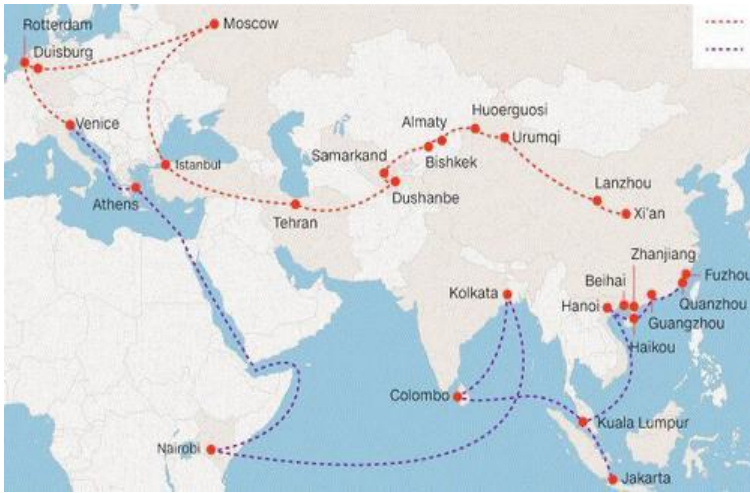 Rotterdam
Moscow
Duisburg
Venice
Istanbul
Athens
Tehran
Samarkand
Dushanbe
Almaty
Bishkek
Huoerguosi
Urumqi
Lanzhou
Xi'an
Zhanjiang
Beihai
Fuzhou
Quanzhou
Guangzhou
Haikou
Hanoi
Kolkata
Colombo
Kuala Lumpur
Nairobi
Jakarta